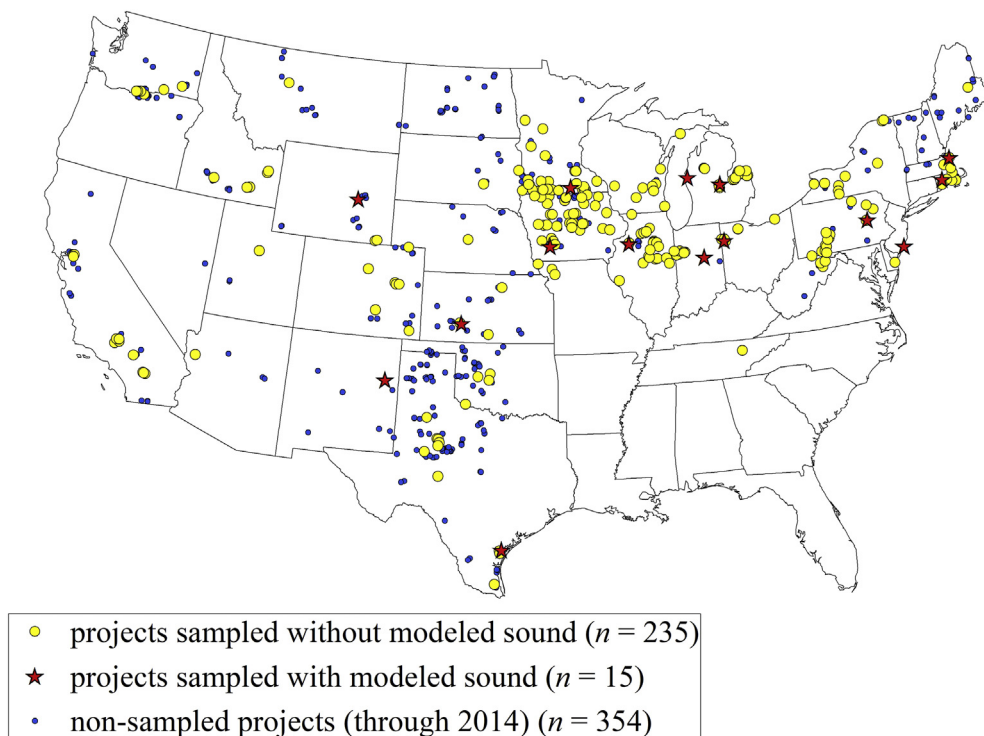 projects sampled without modeled sound (n = 235)
projects sampled with modeled sound (n = 15)
non-sampled projects (through 2014) (n = 354)